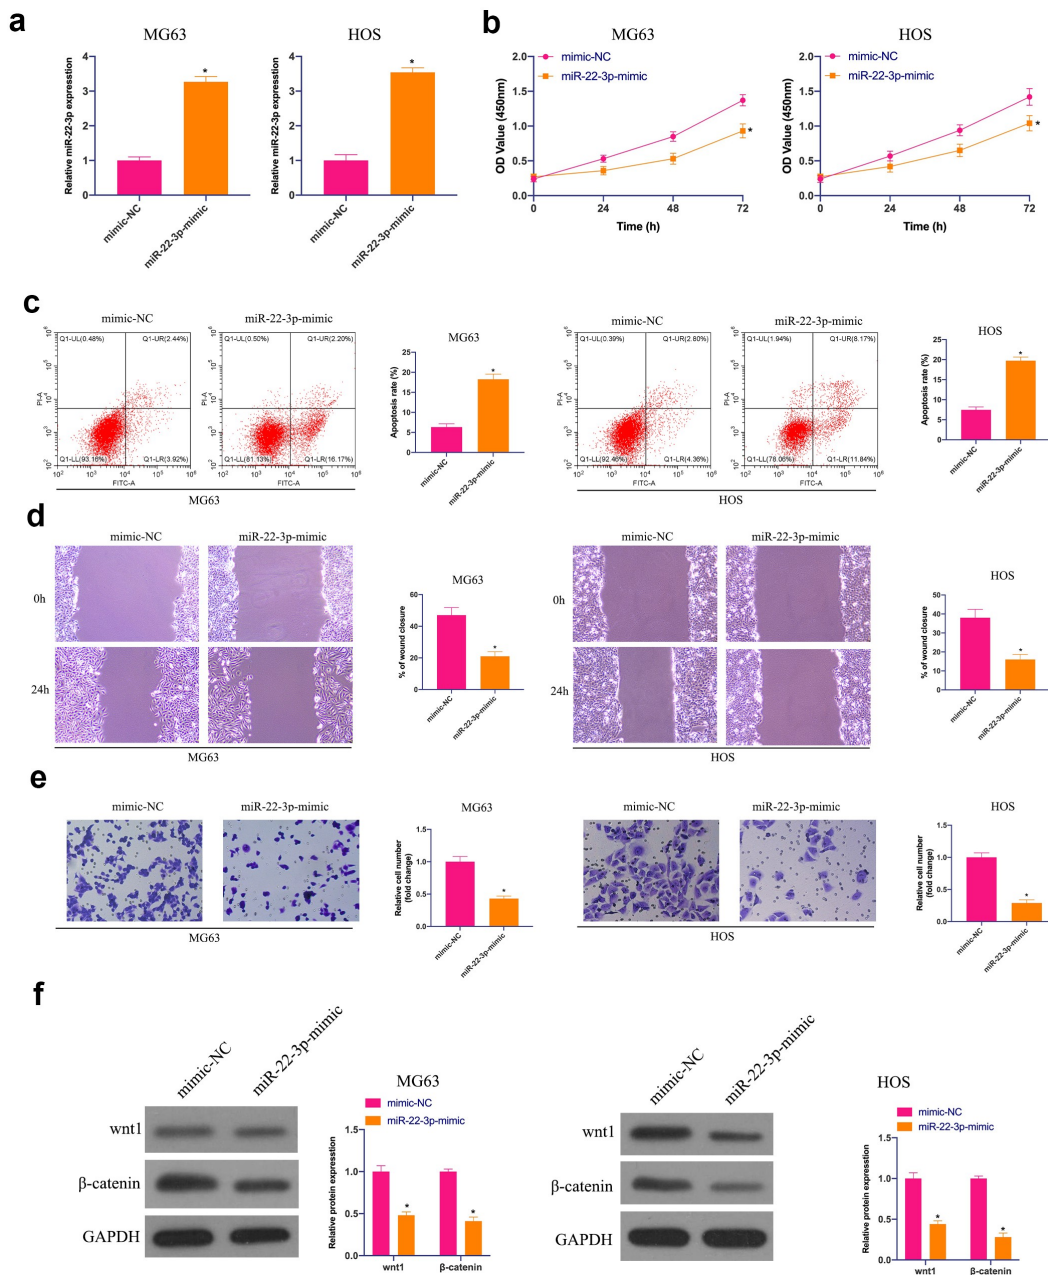 a
MG63
HOS
Relative miR-22-3p expression
4
3
2
1
0
mimic-NC
miR-22-3p-mimic
Relative miR-22-3p expresstion
4
3
2
1
0
mimic-NC
miR-22-3p-mimic
b
MG63
HOS
mimic-NC
miR-22-3p-mimic
OD Value (450nm)
2.0
1.5
1.0
0.5
0.0
*
0 24 48 72
Time (h)
mimic-NC
miR-22-3p-mimic
OD Value (450nm)
2.0
1.5
1.0
0.5
0.0
*
0 24 48 72
Time (h)
c
mimic-NC
miR-22-3p-mimic
Q1-UL(0.48%) Q1-UR(2.44%)
Q1-LL(93.16%) Q1-LR(3.92%)
PI-A
FITC-A
Q1-UL(0.50%) Q1-UR(2.20%)
Q1-LL(81.13%) Q1-LR(16.17%)
PI-A
FITC-A
MG63
MG63
Apoptosis rate (%)
25
20
15
10
5
0
*
mimic-NC
miR-22-3p-mimic
mimic-NC
miR-22-3p-mimic
Q1-UL(0.39%) Q1-UR(2.80%)
Q1-LL(92.46%) Q1-LR(4.36%)
PI-A
FITC-A
Q1-UL(1.94%) Q1-UR(8.17%)
Q1-LL(78.06%) Q1-LR(11.84%)
PI-A
FITC-A
HOS
HOS
Apoptosis rate (%)
25
20
15
10
5
0
*
mimic-NC
miR-22-3p-mimic
d
mimic-NC
miR-22-3p-mimic
0h
24h
MG63
MG63
% of wound closure
60
40
20
0
*
mimic-NC
miR-22-3p-mimic
mimic-NC
miR-22-3p-mimic
0h
24h
HOS
HOS
% of wound closure
50
40
30
20
10
0
*
mimic-NC
miR-22-3p-mimic
e
mimic-NC
miR-22-3p-mimic
MG63
MG63
Relative cell number
(fold change)
1.5
1.0
0.5
0.0
*
mimic-NC
miR-22-3p-mimic
mimic-NC
miR-22-3p-mimic
HOS
HOS
Relative cell number
(fold change)
1.5
1.0
0.5
0.0
*
mimic-NC
miR-22-3p-mimic
f
mimic-NC
miR-22-3p-mimic
wnt1
β-catenin
GAPDH
MG63
mimic-NC
miR-22-3p-mimic
Relative protein expresstion
1.5
1.0
0.5
0.0
* *
wnt1 β-catenin
mimic-NC
miR-22-3p-mimic
wnt1
β-catenin
GAPDH
HOS
mimic-NC
miR-22-3p-mimic
Relative protein expresstion
1.5
1.0
0.5
0.0
* *
wnt1 β-catenin